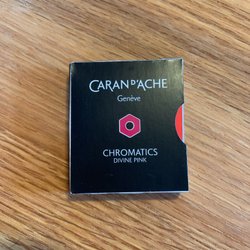 CARAN D'ACHE
Genève
CHROMATICS
DIVINE PINK